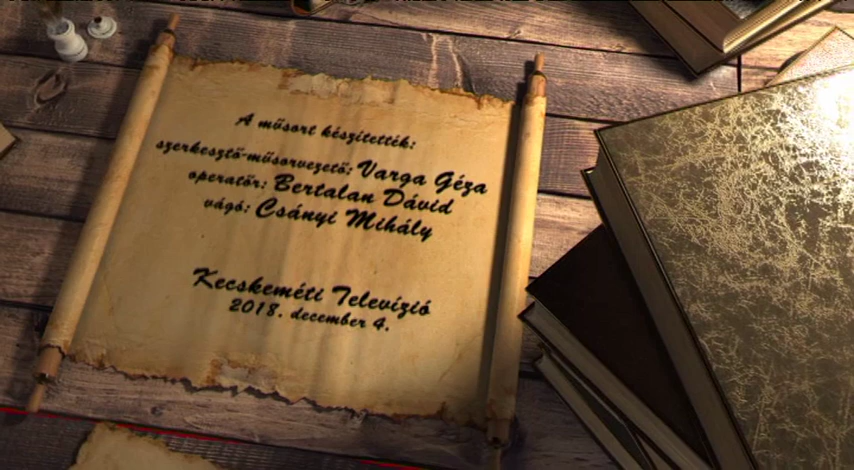 A műsort készítették:
szerkesztő-műsorvezető: Varga Géza
operatőr: Bertalan Dávid
vágó: Csányi Mihály
Kecskeméti Televízió
2018. december 4.